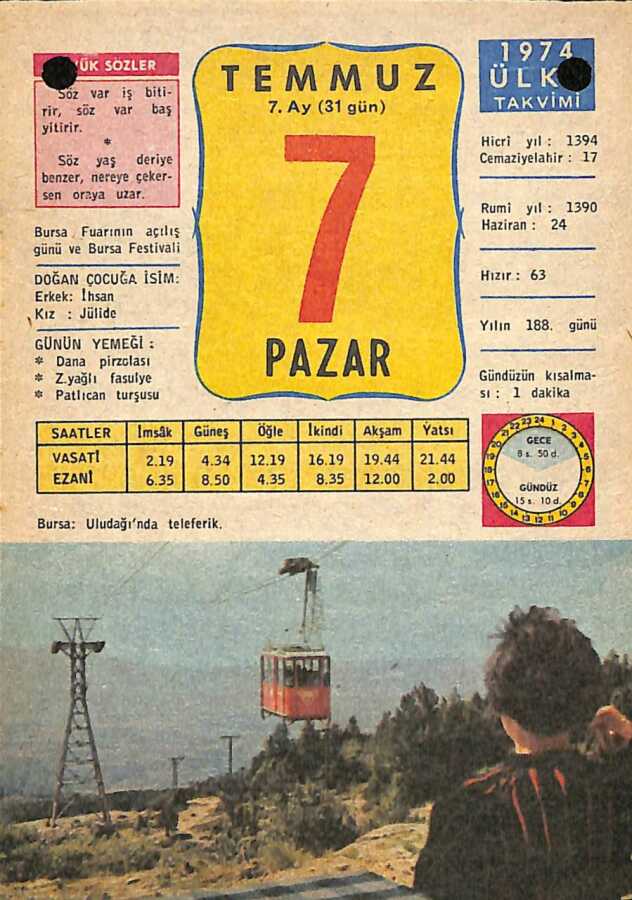 ÜK SÖZLER
Söz var iş biti-
rir, söz var baş
yitirir.
*
Söz yaş deriye
benzer, nereye çeker-
sen oraya uzar.
Bursa Fuarının açılış
günü ve Bursa Festivali
DOĞAN ÇOCUĞA İSİM:
Erkek: İhsan
Kız : Jülide
GÜNÜN YEMEĞİ :
* Dana pirzolası
* Z.yağlı fasulye
* Patlıcan turşusu
TEMMUZ
7. Ay (31 gün)
7
PAZAR
1974
ÜLK
TAKVİMİ
Hicrî yıl : 1394
Cemaziyelahir : 17
Rumî yıl : 1390
Haziran : 24
Hızır : 63
Yılın 188. günü
Gündüzün kısalma-
sı : 1 dakika
SAATLER İmsâk Güneş Öğle İkindi Akşam Yatsı
VASATİ 2.19 4.34 12.19 16.19 19.44 21.44
EZANİ 6.35 8.50 4.35 8.35 12.00 2.00
GECE
8 s. 50 d.
GÜNDÜZ
15 s. 10 d.
Bursa: Uludağı'nda teleferik.